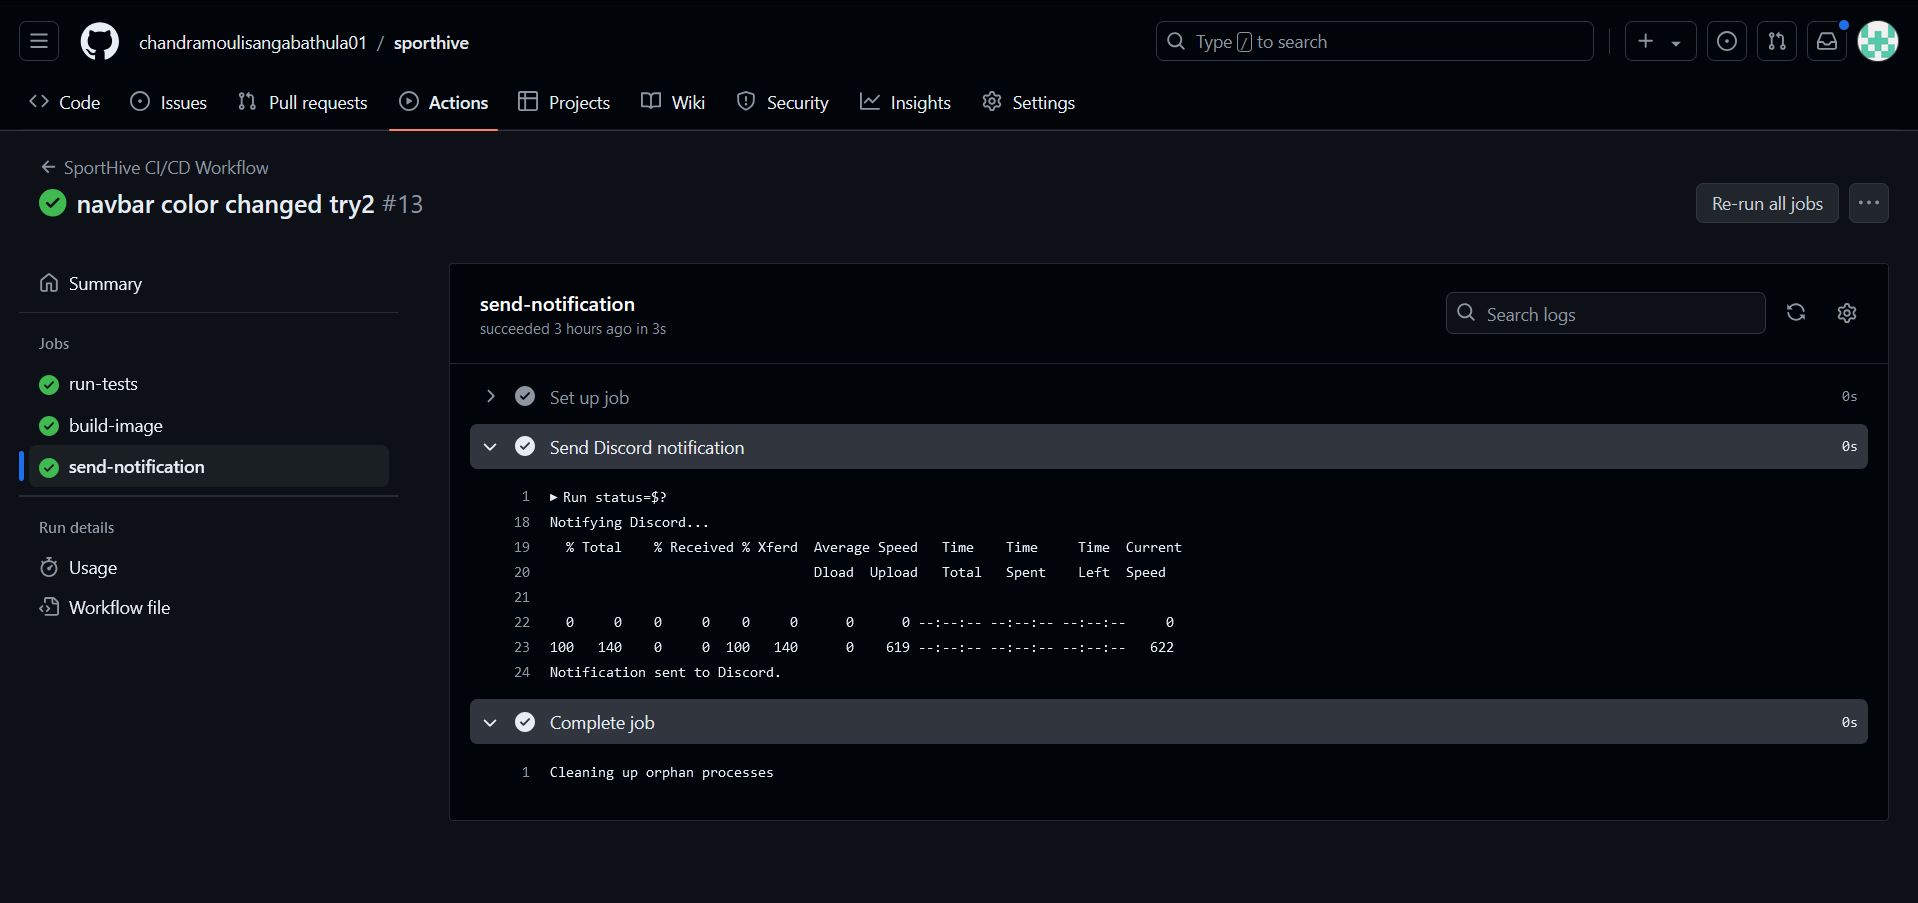 chandramoulisangabathula01 / sporthive
Type / to search
Code Issues Pull requests Actions Projects Wiki Security Insights Settings
← SportHive CI/CD Workflow
navbar color changed try2 #13
Re-run all jobs
Summary
Jobs
run-tests
build-image
send-notification
Run details
Usage
Workflow file
send-notification
succeeded 3 hours ago in 3s
Search logs
Set up job 0s
Send Discord notification 0s
1 ▶ Run status=$?
18 Notifying Discord...
19 % Total % Received % Xferd Average Speed Time Time Time Current
20 Dload Upload Total Spent Left Speed
21
22 0 0 0 0 0 0 0 0 --:--:-- --:--:-- --:--:-- 0
23 100 140 0 0 100 140 0 619 --:--:-- --:--:-- --:--:-- 622
24 Notification sent to Discord.
Complete job 0s
1 Cleaning up orphan processes